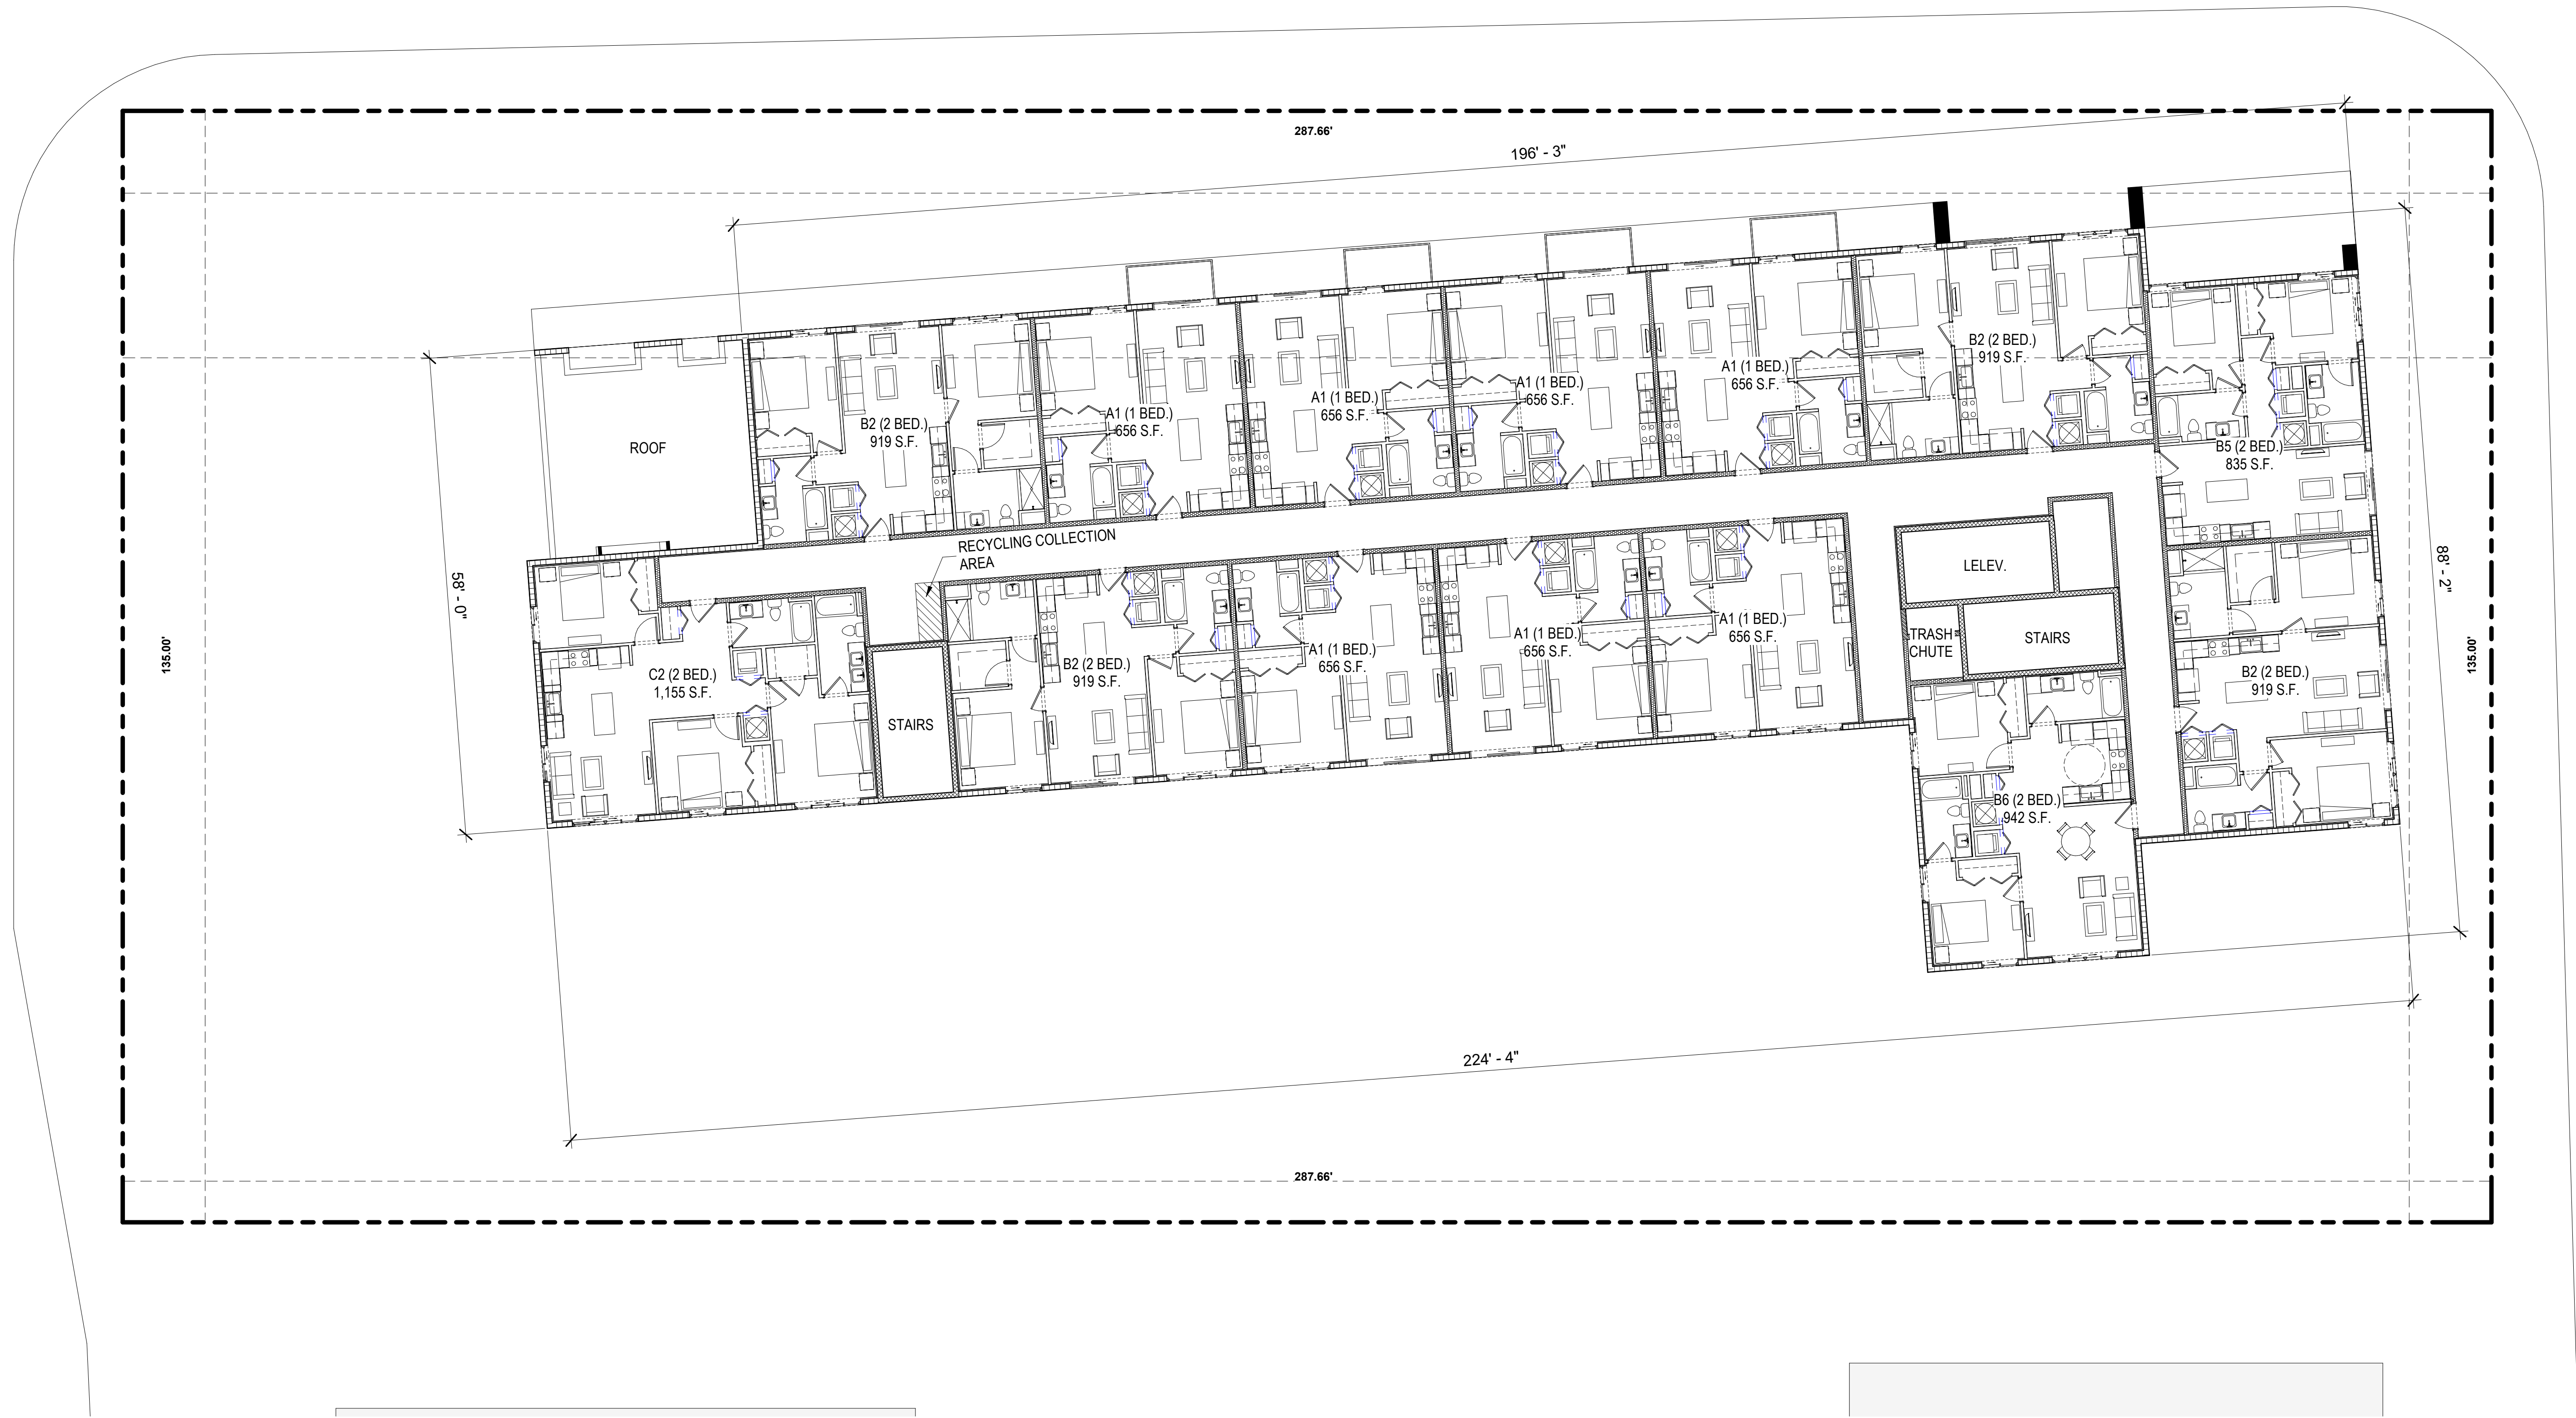 287.66'
196' - 3"
B2 (2 BED.)
919 S.F.
B2 (2 BED.)
919 S.F.
A1 (1 BED.)
656 S.F.
A1 (1 BED.)
656 S.F.
A1 (1 BED.)
656 S.F.
A1 (1 BED.)
656 S.F.
ROOF
B5 (2 BED.)
835 S.F.
RECYCLING COLLECTION
AREA
LELEV.
58' - 0"
88' - 2"
135.00'
135.00'
TRASH
CHUTE
STAIRS
C2 (2 BED.)
1,155 S.F.
STAIRS
B2 (2 BED.)
919 S.F.
A1 (1 BED.)
656 S.F.
A1 (1 BED.)
656 S.F.
A1 (1 BED.)
656 S.F.
B2 (2 BED.)
919 S.F.
B6 (2 BED.)
942 S.F.
224' - 4"
287.66'